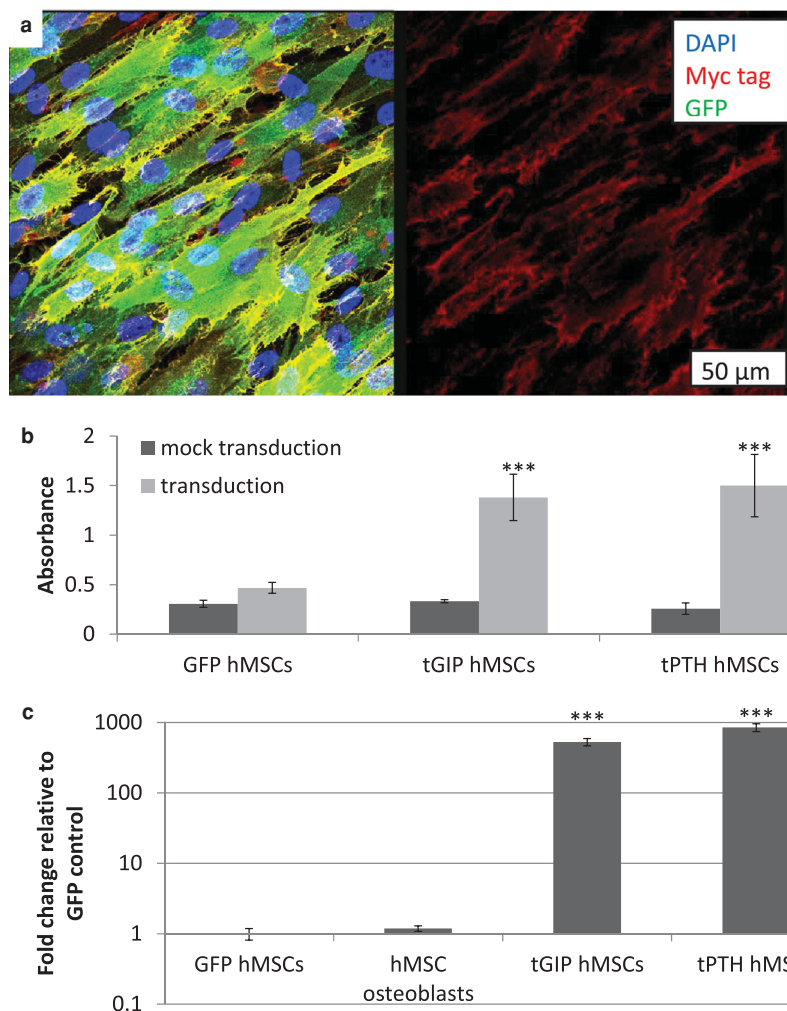 a
DAPI
Myc tag
GFP
50 µm
b
2
1.5
1
0.5
0
Absorbance
mock transduction
transduction
***
***
GFP hMSCs
tGIP hMSCs
tPTH hMSCs
c
1000
100
10
1
0.1
Fold change relative to
GFP control
***
***
GFP hMSCs
hMSC
osteoblasts
tGIP hMSCs
tPTH hMS